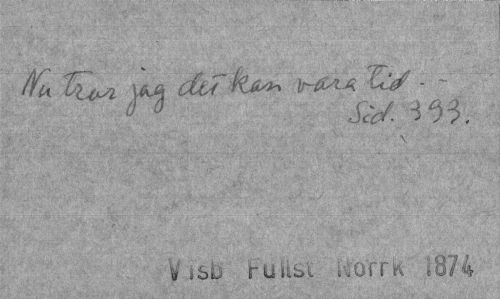 Nu tror jag det kan vara tid. -
Sid. 393.
Visb Fullst Norrk 1874